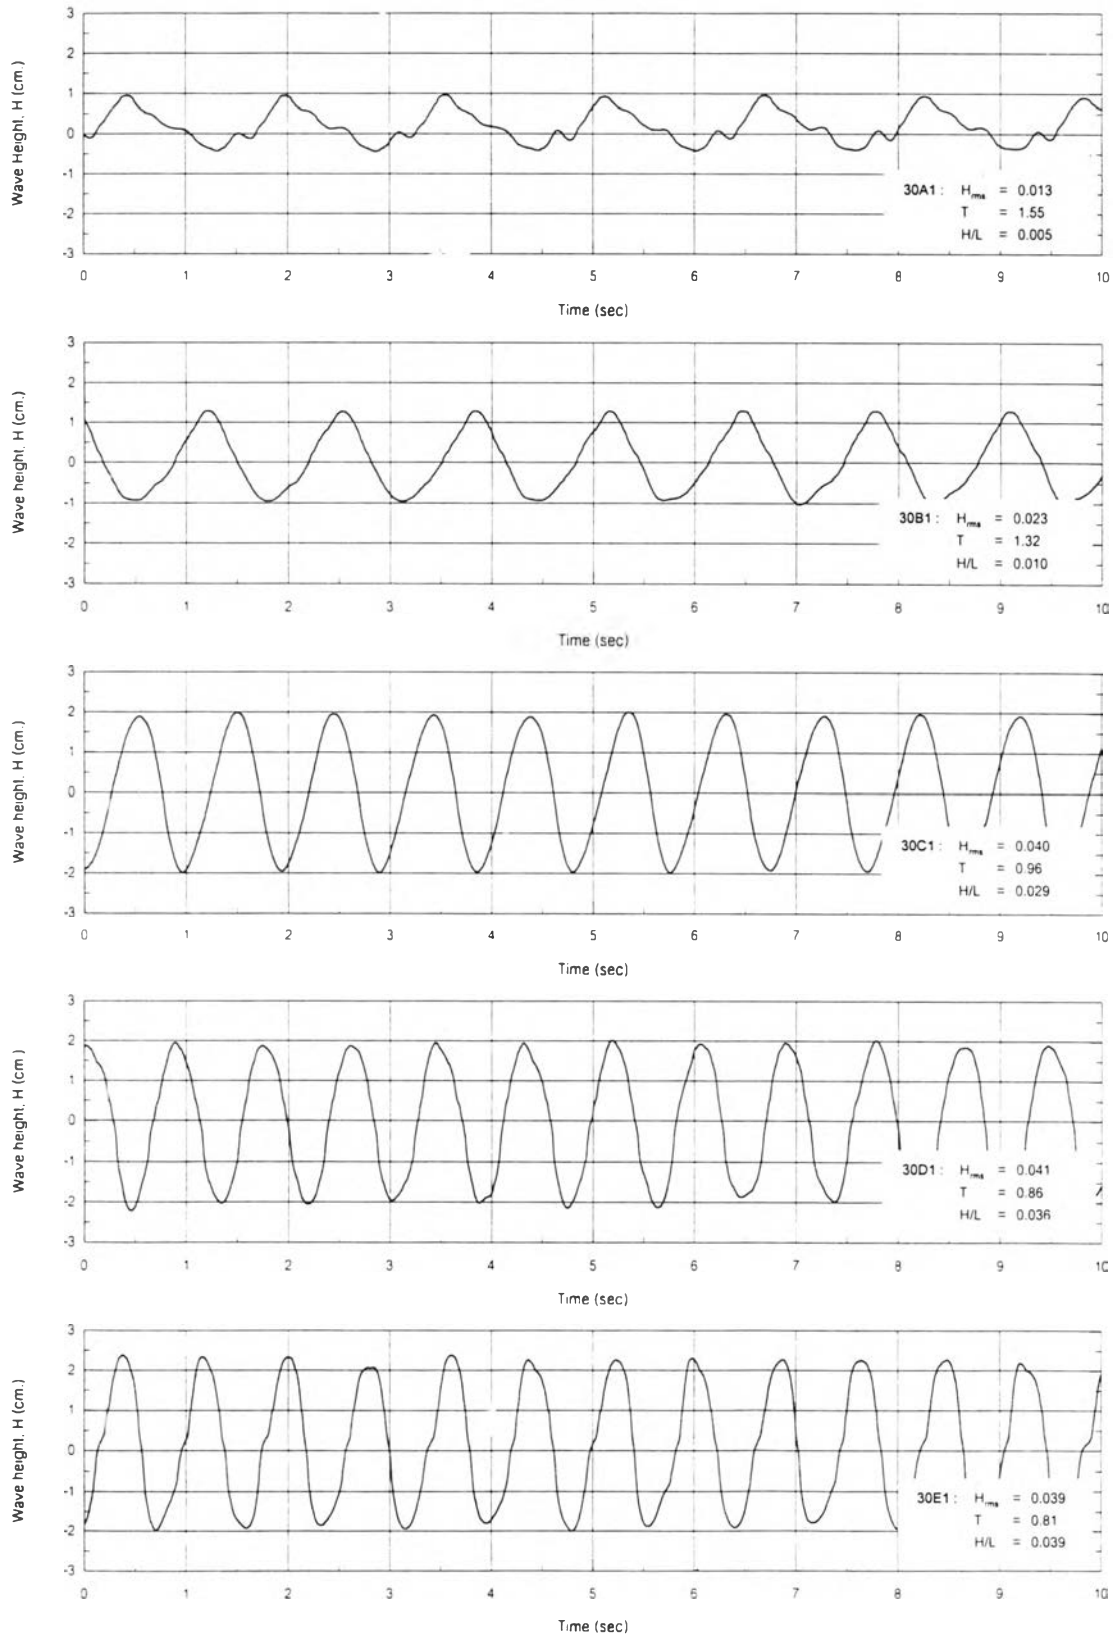 3
2
1
0
-1
-2
-3
Wave Height, H (cm.)
30A1 : Hrms = 0.013
T = 1.55
H/L = 0.005
0 1 2 3 4 5 6 7 8 9 10
Time (sec)
3
2
1
0
-1
-2
-3
Wave height, H (cm.)
30B1 : Hrms = 0.023
T = 1.32
H/L = 0.010
0 1 2 3 4 5 6 7 8 9 10
Time (sec)
3
2
1
0
-1
-2
-3
Wave height, H (cm.)
30C1 : Hrms = 0.040
T = 0.96
H/L = 0.029
0 1 2 3 4 5 6 7 8 9 10
Time (sec)
3
2
1
0
-1
-2
-3
Wave height, H (cm )
30D1 : Hrms = 0.041
T = 0.86
H/L = 0.036
0 1 2 3 4 5 6 7 8 9 10
Time (sec)
3
2
1
0
-1
-2
-3
Wave height, H (cm.)
30E1 : Hrms = 0.039
T = 0.81
H/L = 0.039
0 1 2 3 4 5 6 7 8 9 10
Time (sec)